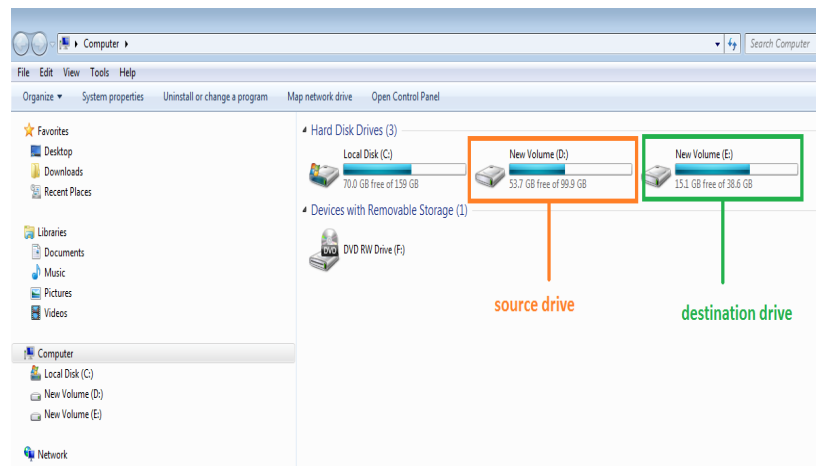 Computer
Search Computer
File Edit View Tools Help
Organize System properties Uninstall or change a program Map network drive Open Control Panel
Favorites
Desktop
Downloads
Recent Places
Libraries
Documents
Music
Pictures
Videos
Computer
Local Disk (C:)
New Volume (D:)
New Volume (E:)
Network
Hard Disk Drives (3)
Local Disk (C:)
70.0 GB free of 159 GB
New Volume (D:)
53.7 GB free of 99.9 GB
New Volume (E:)
15.1 GB free of 38.6 GB
Devices with Removable Storage (1)
DVD
DVD RW Drive (F:)
source drive
destination drive